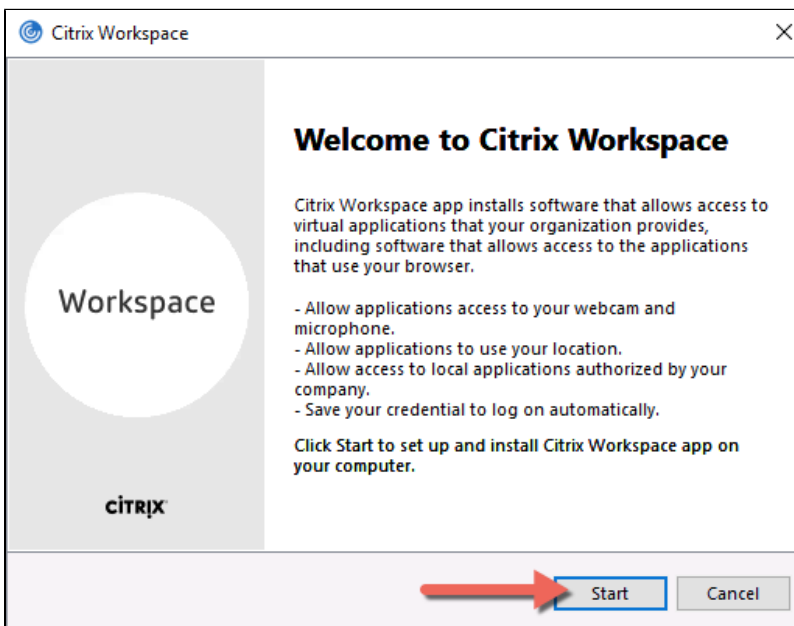 Citrix Workspace
Welcome to Citrix Workspace
Citrix Workspace app installs software that allows access to
virtual applications that your organization provides,
including software that allows access to the applications
that use your browser.
- Allow applications access to your webcam and
microphone.
- Allow applications to use your location.
- Allow access to local applications authorized by your
company.
- Save your credential to log on automatically.
Click Start to set up and install Citrix Workspace app on
your computer.
Workspace
CITRIX
Start
Cancel